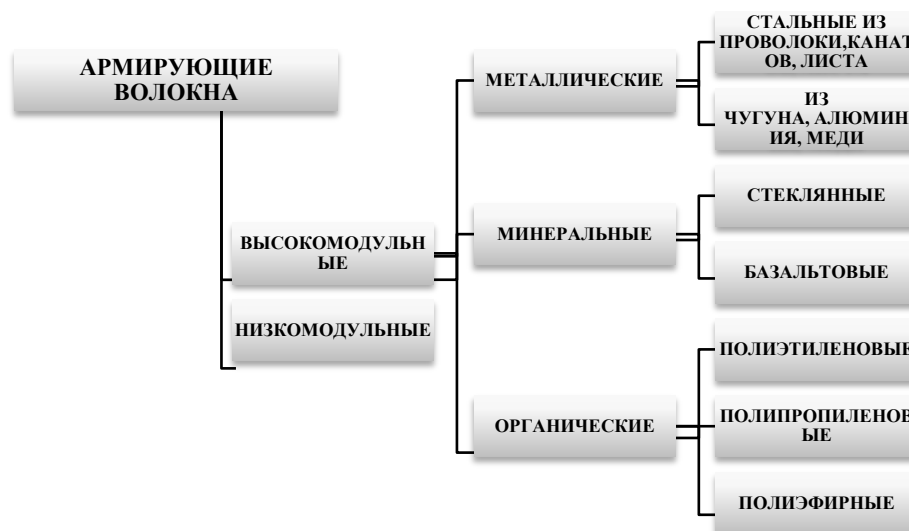 АРМИРУЮЩИЕ
ВОЛОКНА
ВЫСОКОМОДУЛЬН
ЫЕ
НИЗКОМОДУЛЬНЫЕ
МЕТАЛЛИЧЕСКИЕ
СТАЛЬНЫЕ ИЗ
ПРОВОЛОКИ,КАНАТ
ОВ, ЛИСТА
ИЗ
ЧУГУНА, АЛЮМИН
ИЯ, МЕДИ
МИНЕРАЛЬНЫЕ
СТЕКЛЯННЫЕ
БАЗАЛЬТОВЫЕ
ОРГАНИЧЕСКИЕ
ПОЛИЭТИЛЕНОВЫЕ
ПОЛИПРОПИЛЕНОВ
ЫЕ
ПОЛИЭФИРНЫЕ